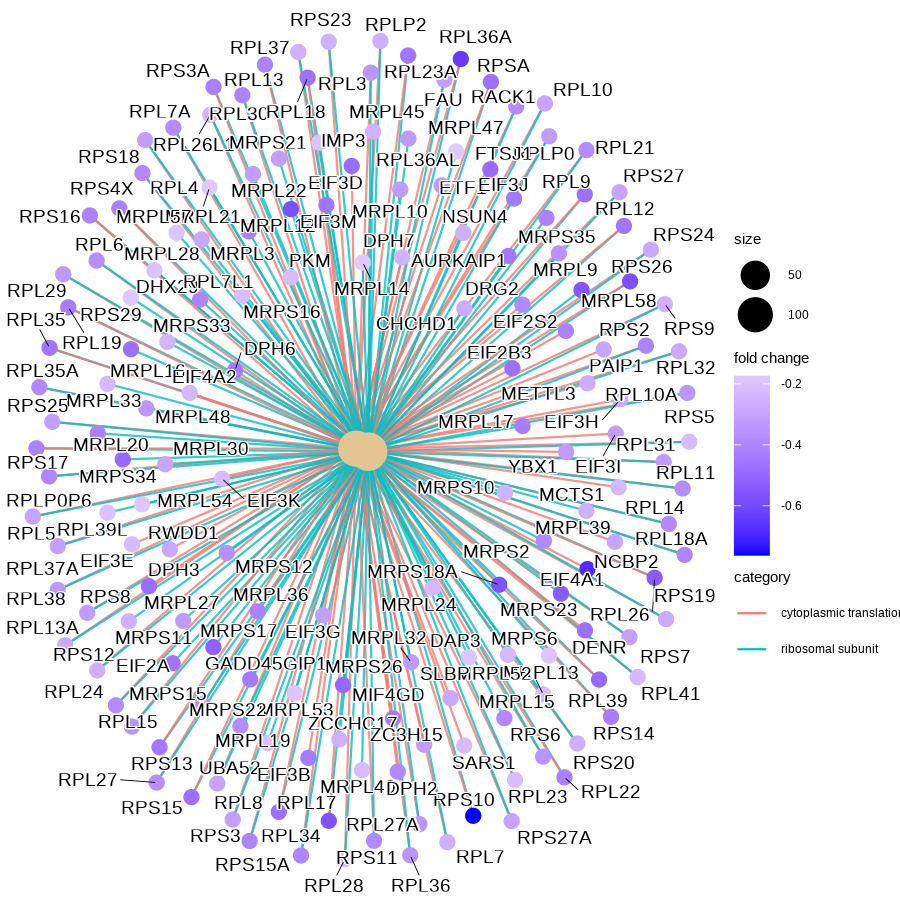 RPS23
RPLP2
RPL36A
RPL37
RPS3A
RPL13
RPL3
RPL23A
RPSA
RPL7A
RPL30
RPL18
MRPL45
FAU
RACK1
RPL10
RPL26L1
MRPS21
IMP3
MRPL47
RPS18
RPL36AL
FTSJ1
RPLP0
RPL21
RPS4X
RPL4
MRPL22
EIF3D
ETF1
EIF3J
RPL9
RPS27
RPS16
MRPL57
RPL21
MRPL12
EIF3M
MRPL10
NSUN4
RPL12
RPL6
MRPL28
MRPL3
PKM
DPH7
AURKAIP1
MRPS35
RPS24
RPL29
DHX29
RPL7L1
MRPL14
DRG2
MRPL9
RPS26
RPL35
RPS29
MRPS33
MRPS16
CHCHD1
EIF2S2
MRPL58
RPS9
RPL19
DPH6
EIF2B3
RPS2
RPL35A
EIF4A2
PAIP1
RPL32
RPS25
MRPL33
MRPL48
METTL3
RPL10A
MRPL20
MRPL30
MRPL17
EIF3H
RPS5
RPS17
MRPS34
YBX1
EIF3I
RPL31
RPL11
RPLP0P6
MRPL54
EIF3K
MRPS10
MCTS1
RPL14
RPL5
RPL39L
RWDD1
MRPL39
RPL18A
RPL37A
EIF3E
DPH3
MRPS12
MRPS18A
MRPS2
EIF4A1
NCBP2
RPL38
RPS8
MRPL27
MRPL36
MRPL24
MRPS23
RPL26
RPS19
RPL13A
MRPS11
MRPS17
EIF3G
MRPL32
DAP3
MRPS6
DENR
RPS7
RPS12
EIF2A
GADD45GIP1
MRPS26
SLBP
MRPL52
RPL13
RPL24
MRPS15
MRPS22
MRPL53
MIF4GD
MRPL15
RPL39
RPL41
RPL15
MRPL19
ZCCHC17
ZC3H15
RPS6
RPS14
RPS13
UBA52
EIF3B
SARS1
RPS20
RPL27
MRPL4
DPH2
RPL23
RPL22
RPS15
RPL8
RPL17
RPS10
RPS3
RPL34
RPL27A
RPS27A
RPS15A
RPS11
RPL7
RPL28
RPL36
size
50
100
fold change
-0.2
-0.4
-0.6
category
cytoplasmic translation
ribosomal subunit